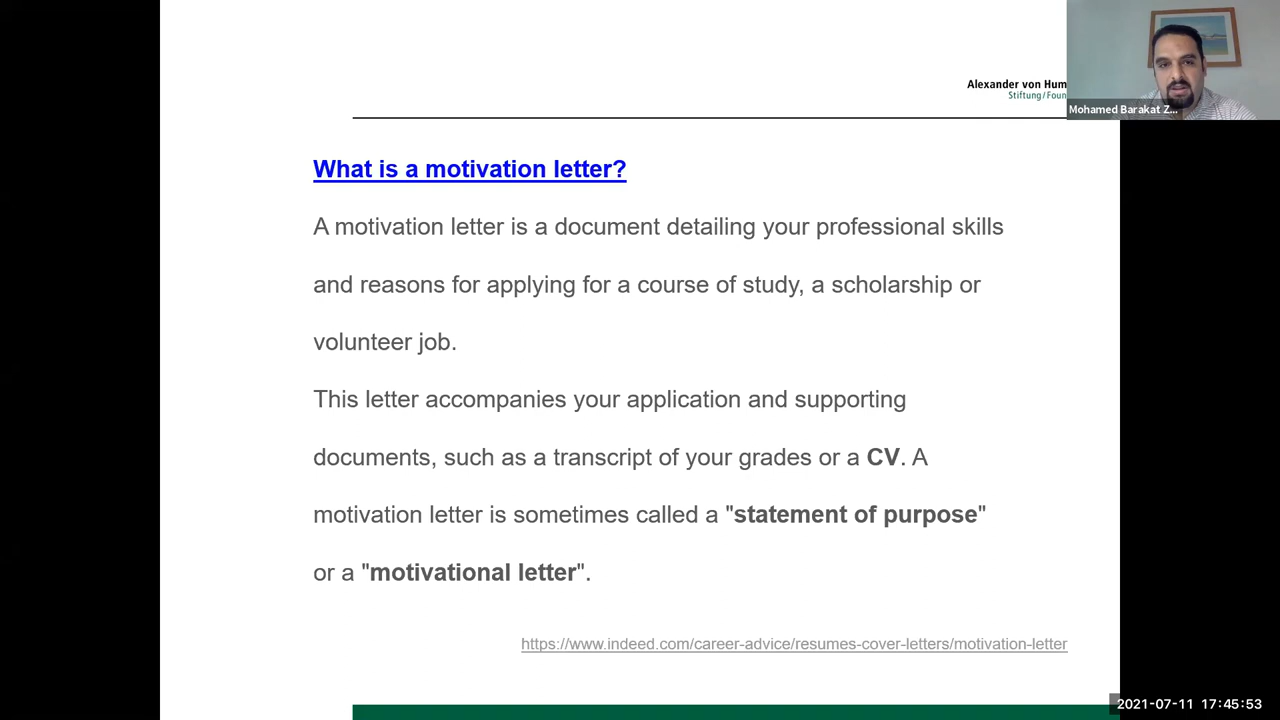 Alexander von Hum
Stiftung/Foun
Mohamed Barakat Z...
What is a motivation letter?
A motivation letter is a document detailing your professional skills
and reasons for applying for a course of study, a scholarship or
volunteer job.
This letter accompanies your application and supporting
documents, such as a transcript of your grades or a CV. A
motivation letter is sometimes called a "statement of purpose"
or a "motivational letter".
https://www.indeed.com/career-advice/resumes-cover-letters/motivation-letter
2021-07-11 17:45:53